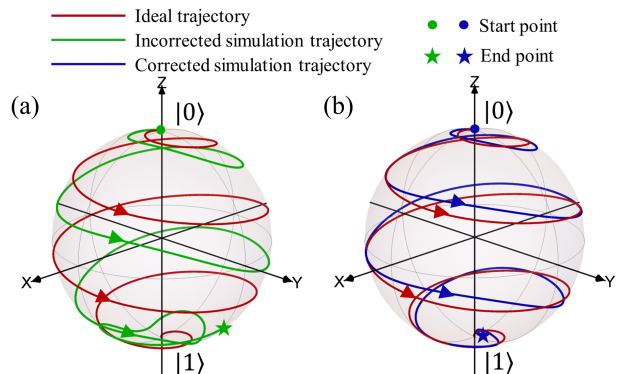 Ideal trajectory
Incorrected simulation trajectory
Corrected simulation trajectory
Start point
End point
(a)
Z
|0⟩
X
Y
|1⟩
(b)
Z
|0⟩
X
Y
|1⟩